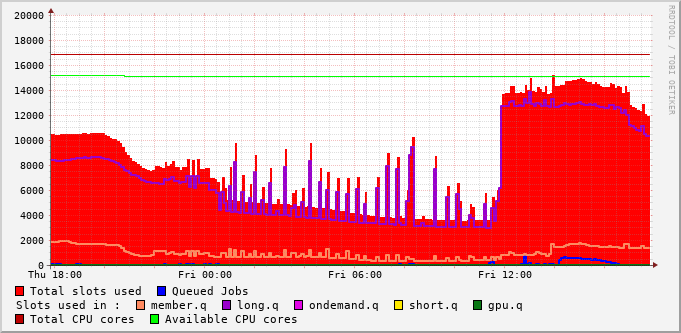 20000
18000
16000
14000
12000
10000
8000
6000
4000
2000
0
Thu 18:00 Fri 00:00 Fri 06:00 Fri 12:00
Total slots used Queued Jobs
Slots used in : member.q long.q ondemand.q short.q gpu.q
Total CPU cores Available CPU cores
RRDTOOL / TOBI OETIKER